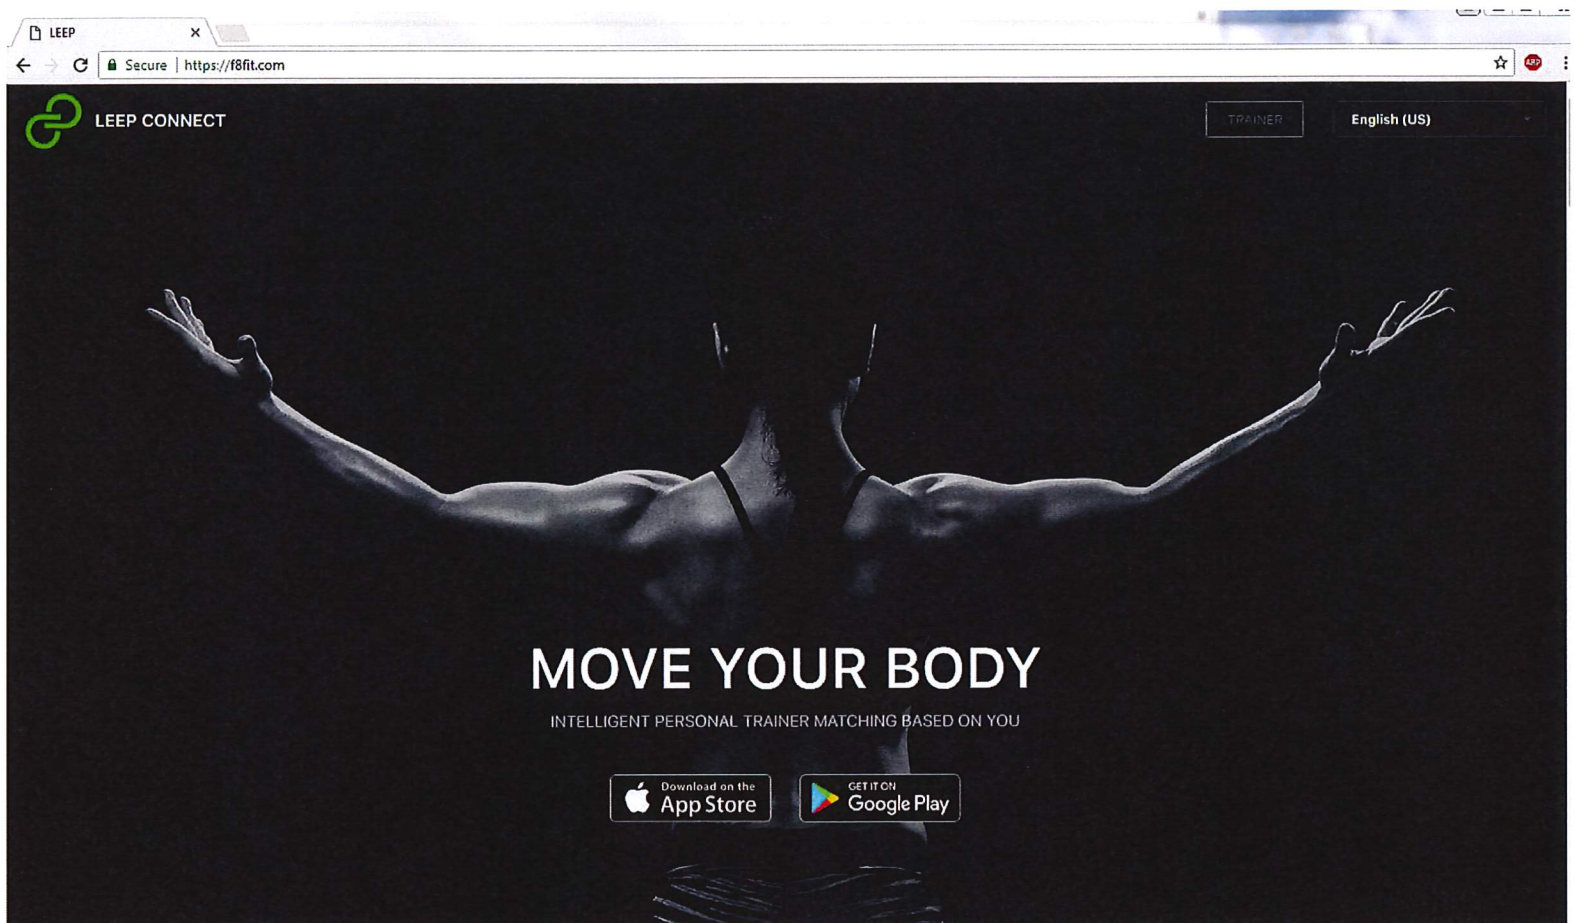 LEEP
Secure | https://f8fit.com
ABP
LEEP CONNECT
TRAINER
English (US)
MOVE YOUR BODY
INTELLIGENT PERSONAL TRAINER MATCHING BASED ON YOU
Download on the
App Store
GET IT ON
Google Play